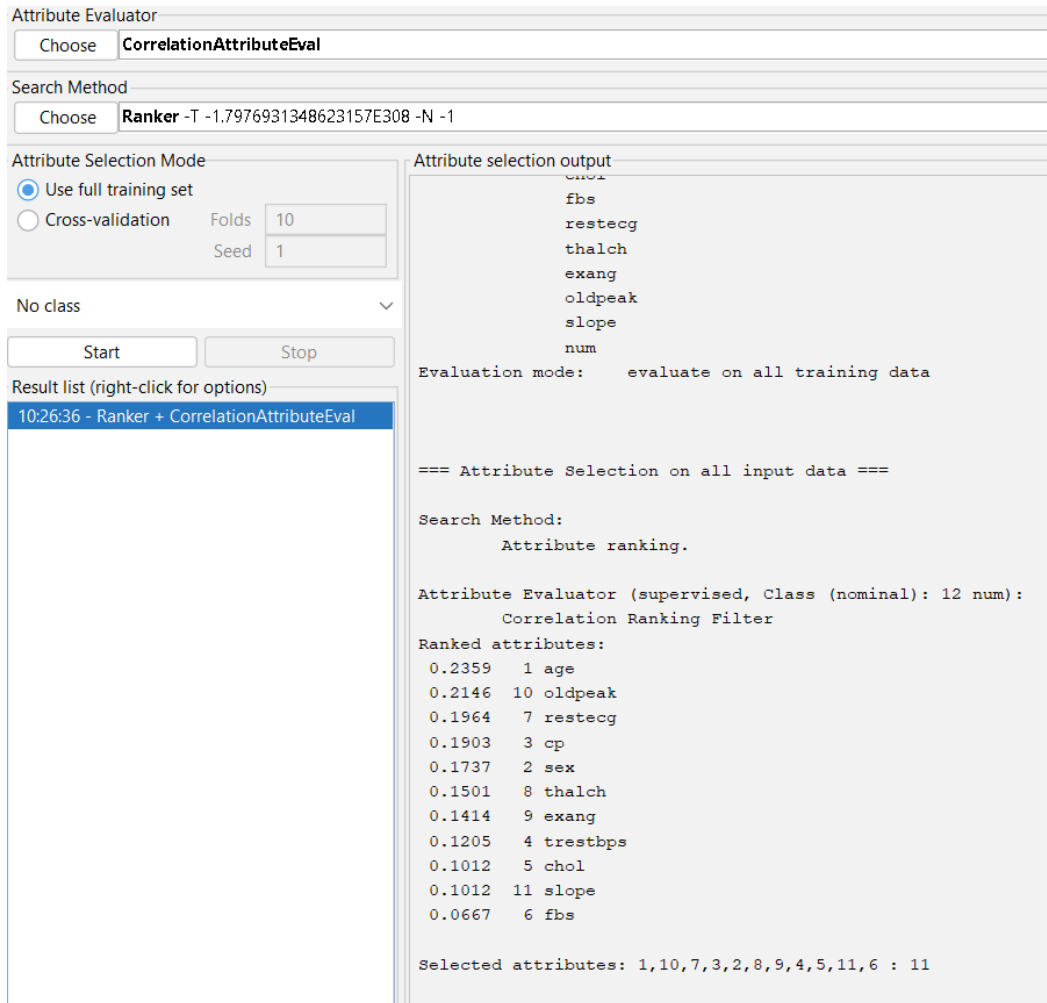 Attribute Evaluator
Choose CorrelationAttributeEval
Search Method
Choose Ranker -T -1.7976931348623157E308 -N -1
Attribute Selection Mode
Use full training set
Cross-validation Folds 10
Seed 1
No class
Start Stop
Result list (right-click for options)
10:26:36 - Ranker + CorrelationAttributeEval
Attribute selection output
chol
fbs
restecg
thalch
exang
oldpeak
slope
num
Evaluation mode: evaluate on all training data
=== Attribute Selection on all input data ===
Search Method:
Attribute ranking.
Attribute Evaluator (supervised, Class (nominal): 12 num):
Correlation Ranking Filter
Ranked attributes:
0.2359 1 age
0.2146 10 oldpeak
0.1964 7 restecg
0.1903 3 cp
0.1737 2 sex
0.1501 8 thalch
0.1414 9 exang
0.1205 4 trestbps
0.1012 5 chol
0.1012 11 slope
0.0667 6 fbs
Selected attributes: 1,10,7,3,2,8,9,4,5,11,6 : 11